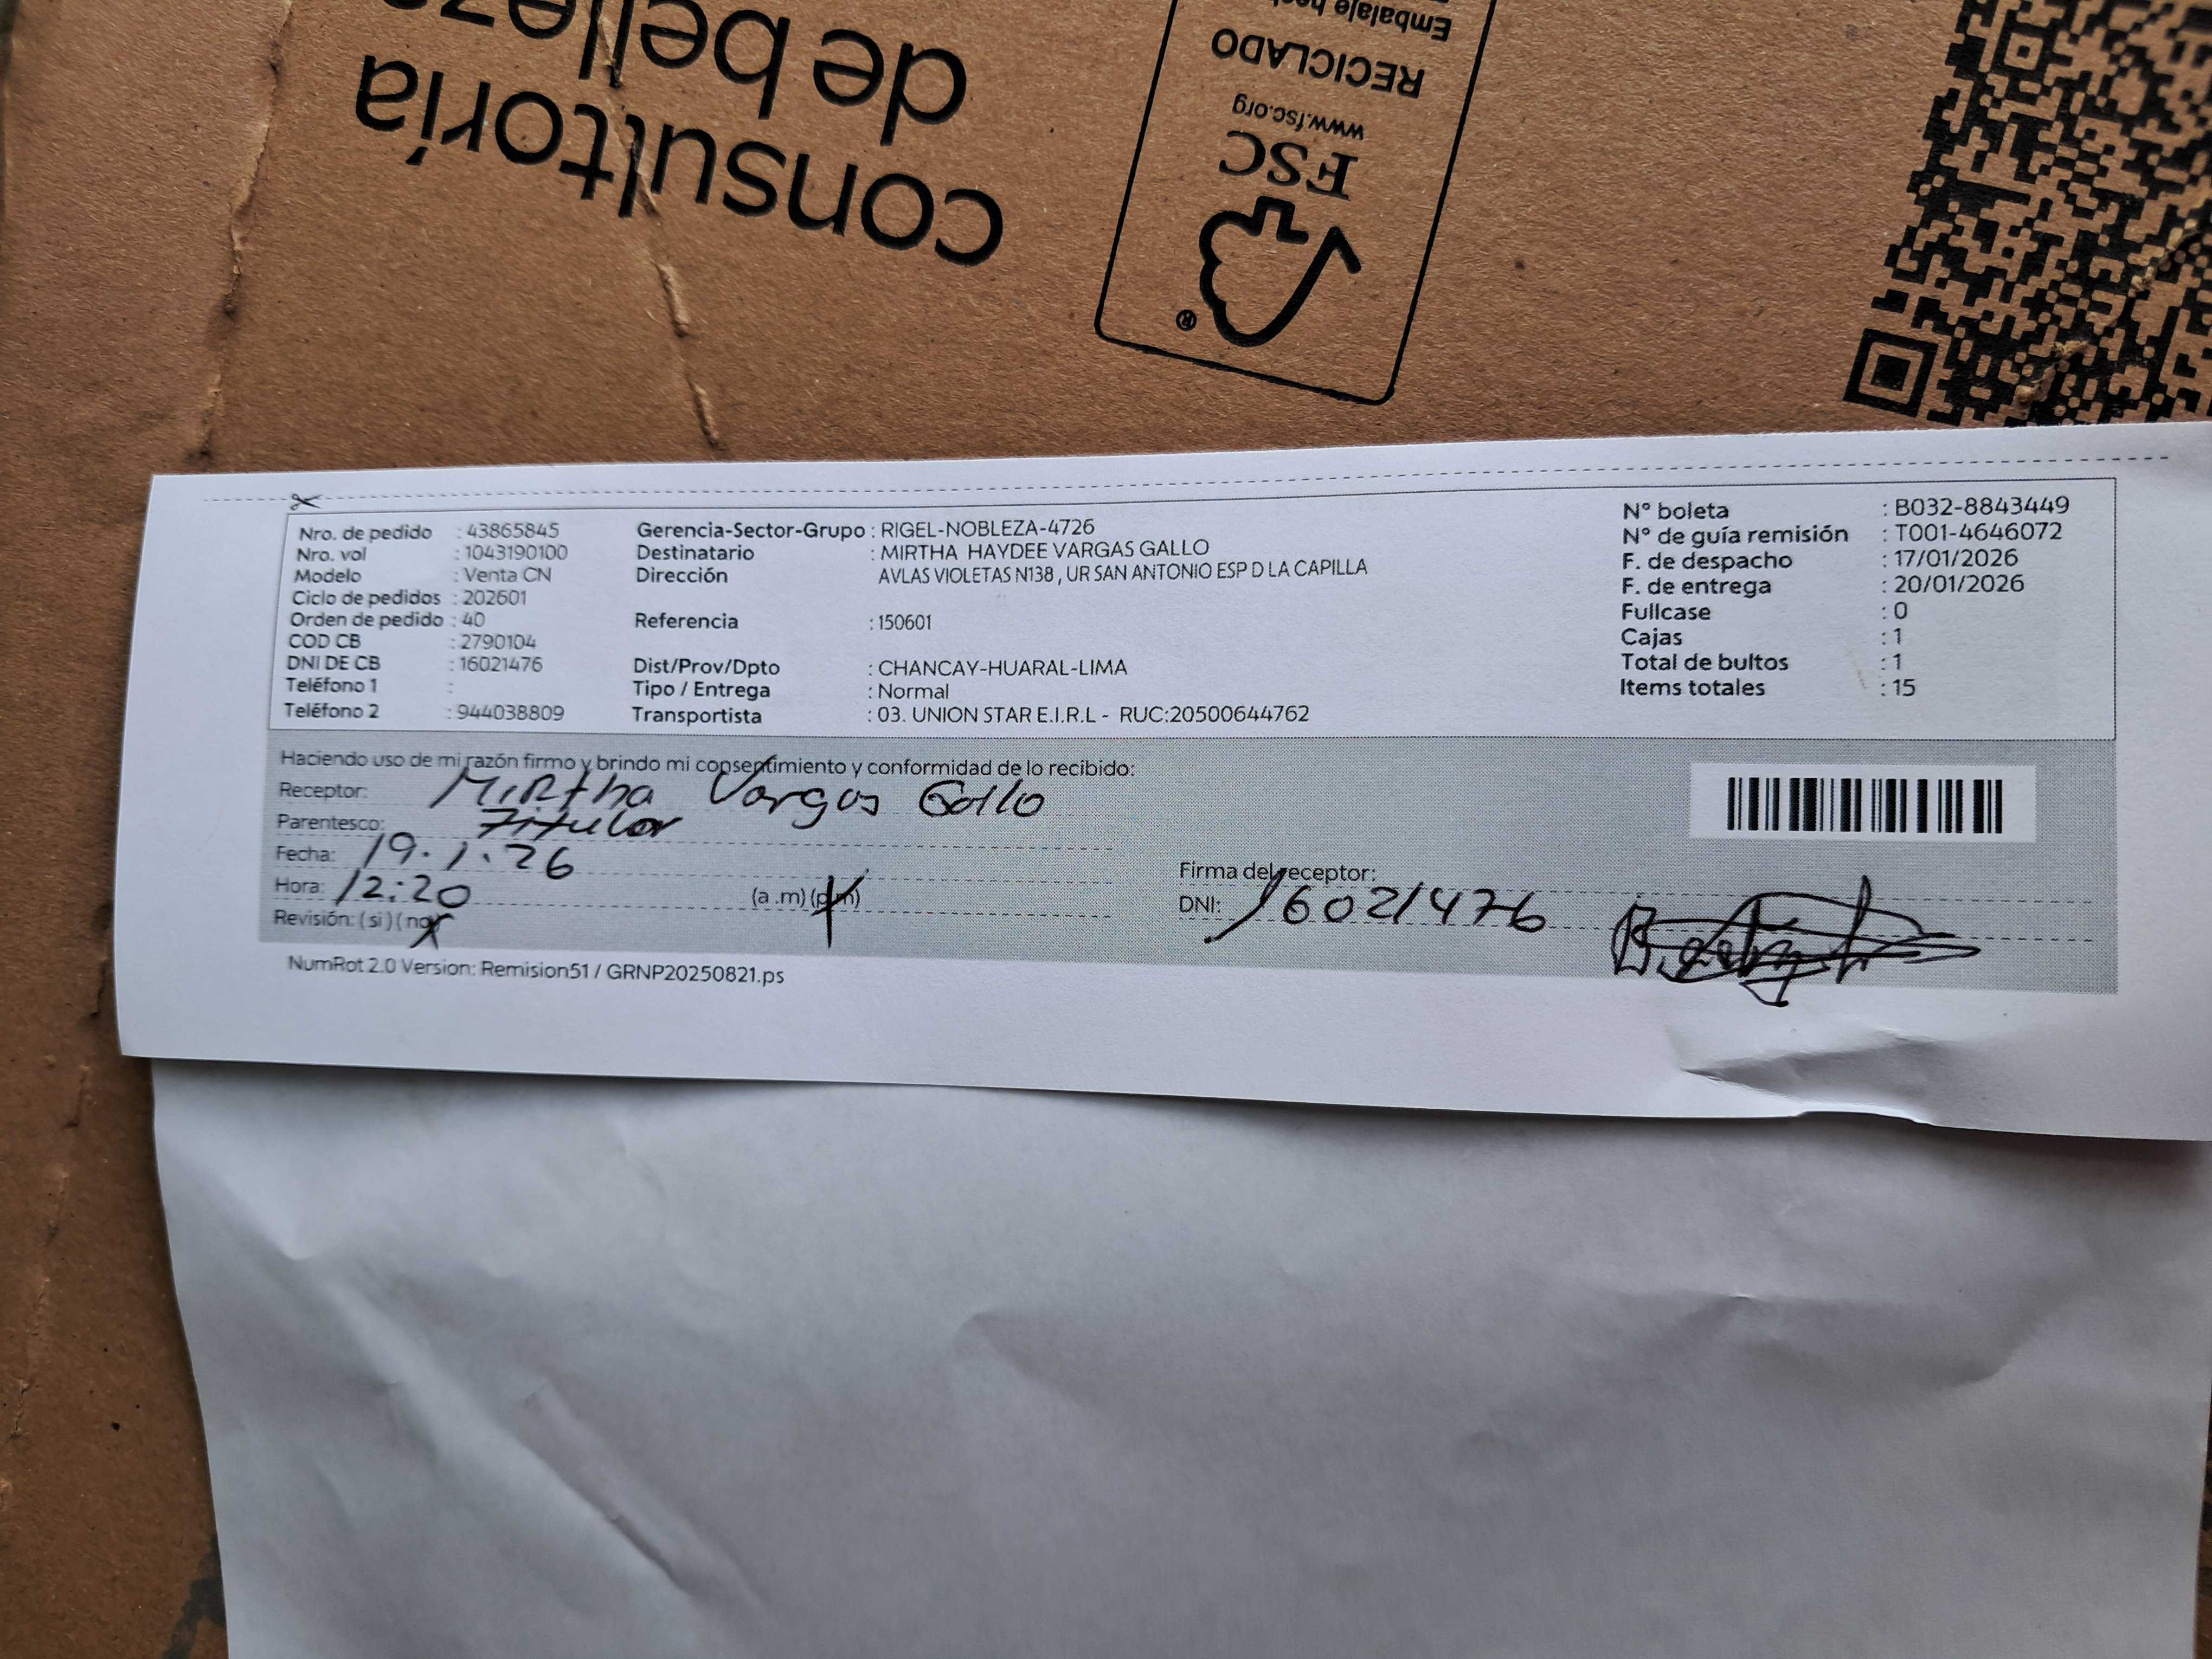 consultoría
de belleza
Embalaje
RECICLADO
www.fsc.org
FSC
®
Nro. de pedido : 43865845
Nro. vol : 1043190100
Modelo : Venta CN
Ciclo de pedidos : 202601
Orden de pedido : 40
COD CB : 2790104
DNI DE CB : 16021476
Teléfono 1 :
Teléfono 2 : 944038809
Gerencia-Sector-Grupo : RIGEL-NOBLEZA-4726
Destinatario : MIRTHA HAYDEE VARGAS GALLO
Dirección AVLAS VIOLETAS N138 , UR SAN ANTONIO ESP D LA CAPILLA
Referencia : 150601
Dist/Prov/Dpto : CHANCAY-HUARAL-LIMA
Tipo / Entrega : Normal
Transportista : 03. UNION STAR E.I.R.L - RUC:20500644762
N° boleta : B032-8843449
N° de guía remisión : T001-4646072
F. de despacho : 17/01/2026
F. de entrega : 20/01/2026
Fullcase : 0
Cajas : 1
Total de bultos : 1
Items totales : 15
Haciendo uso de mi razón firmo y brindo mi consentimiento y conformidad de lo recibido:
Receptor: Mirtha Vargas Gallo
Parentesco: Titular
Fecha: 19.1.26
Hora: 12:20 (a .m) (p.m)
Revisión: ( si ) ( no )
Firma del receptor:
DNI: 16021476
NumRot 2.0 Version: Remision51 / GRNP20250821.ps